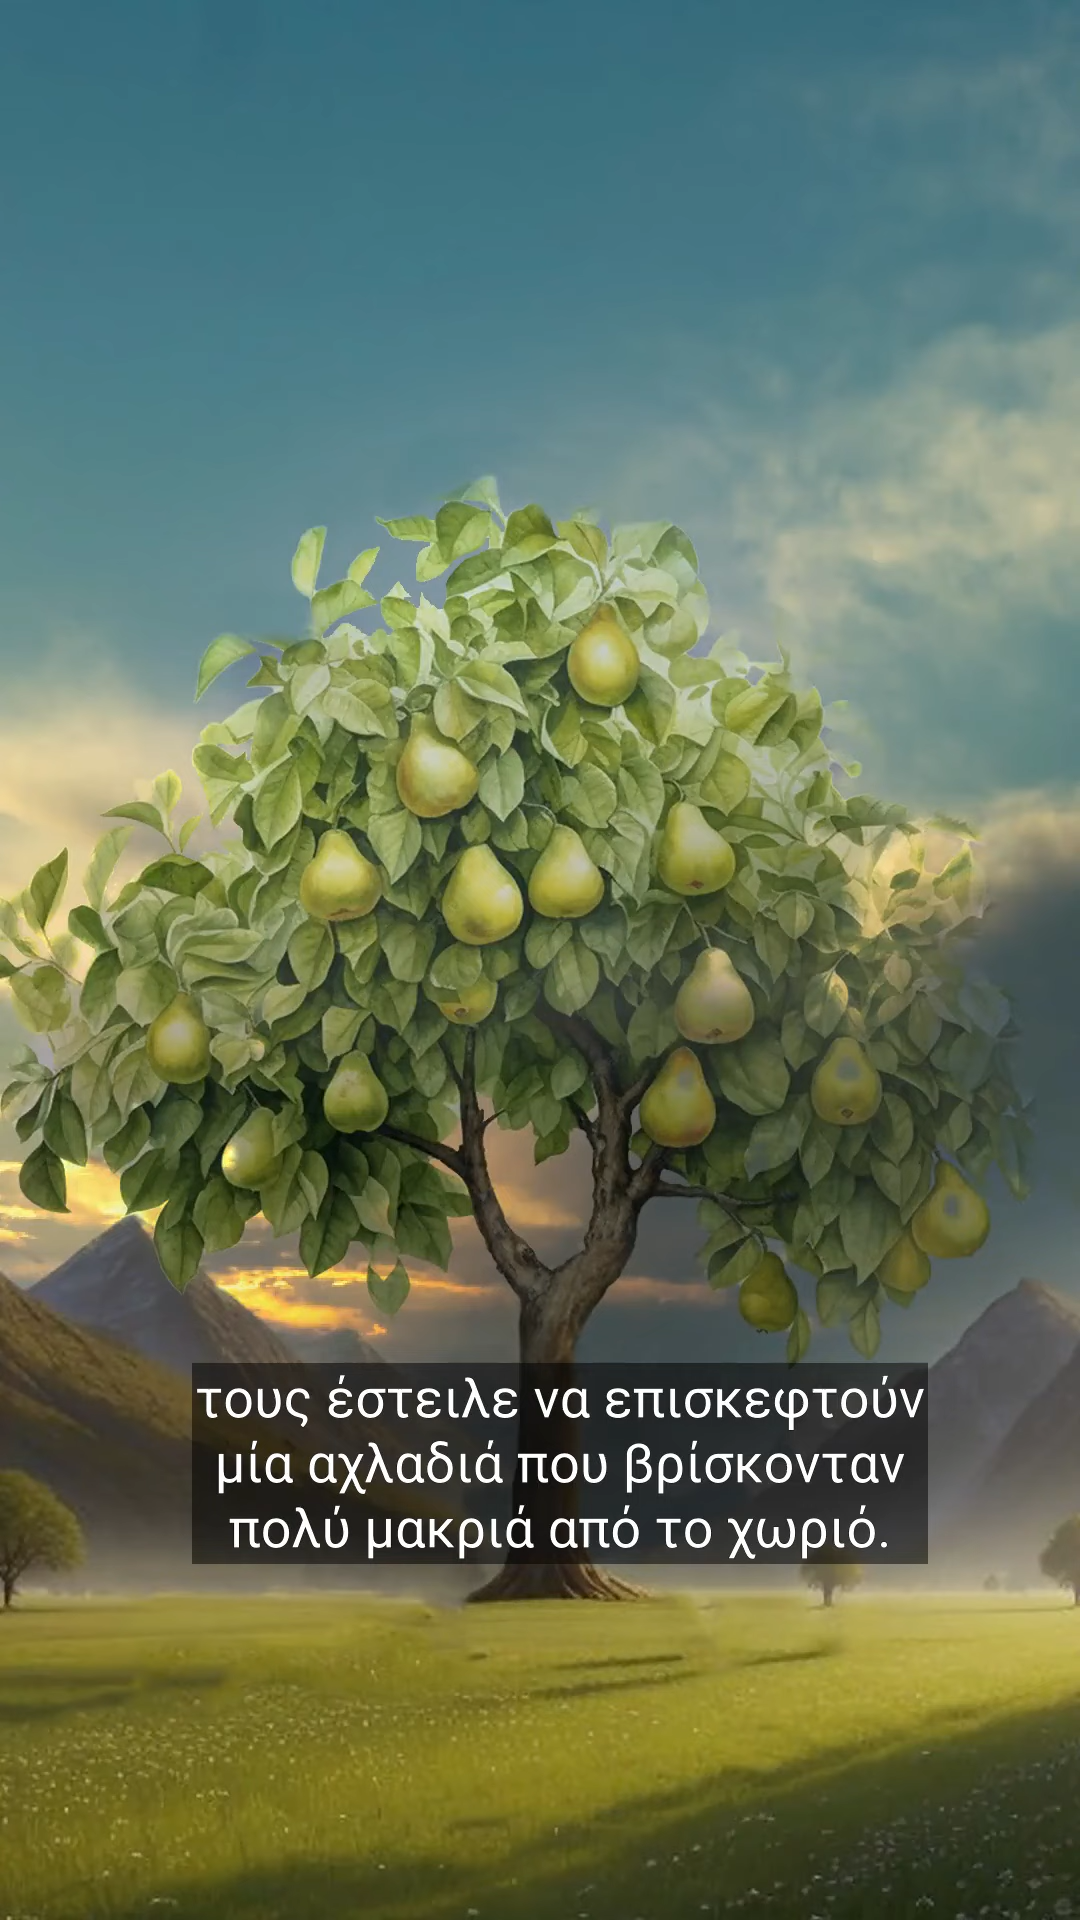 τους έστειλε να επισκεφτούν
μία αχλαδιά που βρίσκονταν
πολύ μακριά από το χωριό.